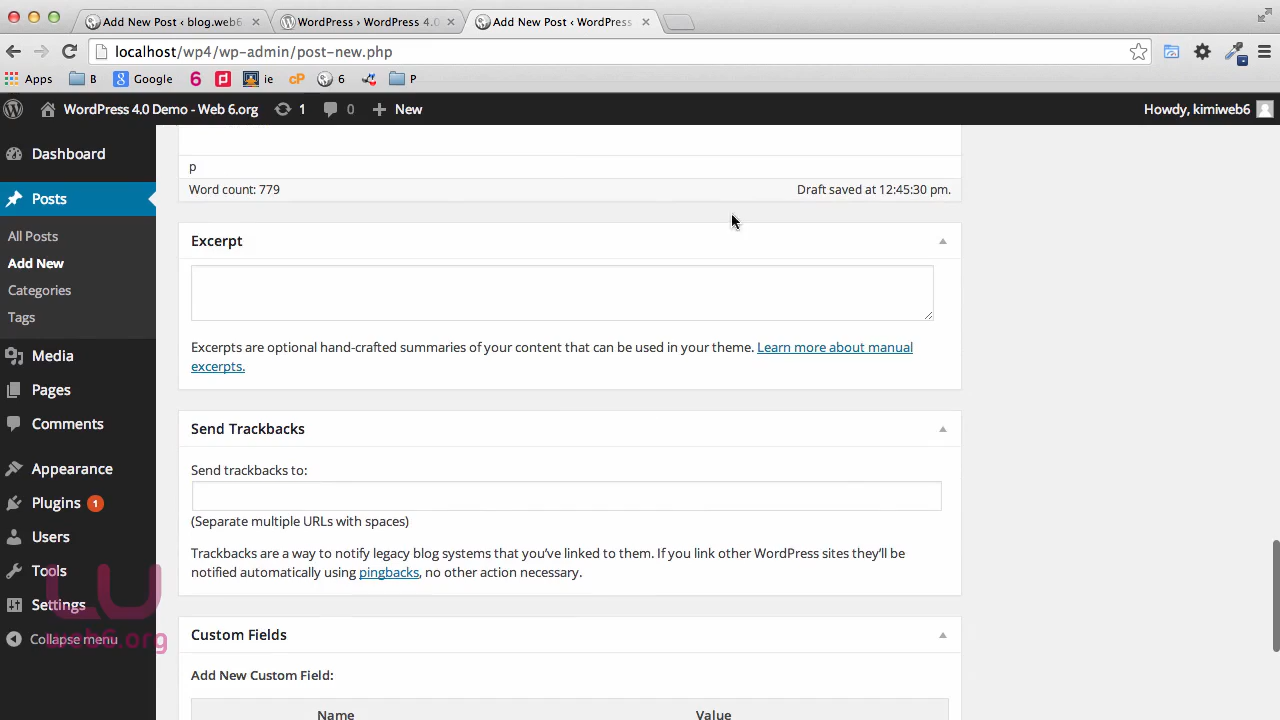 Add New Post ‹ blog.web6
WordPress › WordPress 4.0
Add New Post ‹ WordPress
localhost/wp4/wp-admin/post-new.php
Apps
B
Google
6
ie
cP
6
P
WordPress 4.0 Demo - Web 6.org
1
0
New
Howdy, kimiweb6
Dashboard
Posts
All Posts
Add New
Categories
Tags
Media
Pages
Comments
Appearance
Plugins 1
Users
Tools
Settings
Collapse menu
LU
web6.org
p
Word count: 779
Draft saved at 12:45:30 pm.
Excerpt
Excerpts are optional hand-crafted summaries of your content that can be used in your theme. Learn more about manual
excerpts.
Send Trackbacks
Send trackbacks to:
(Separate multiple URLs with spaces)
Trackbacks are a way to notify legacy blog systems that you've linked to them. If you link other WordPress sites they'll be
notified automatically using pingbacks, no other action necessary.
Custom Fields
Add New Custom Field:
Name
Value